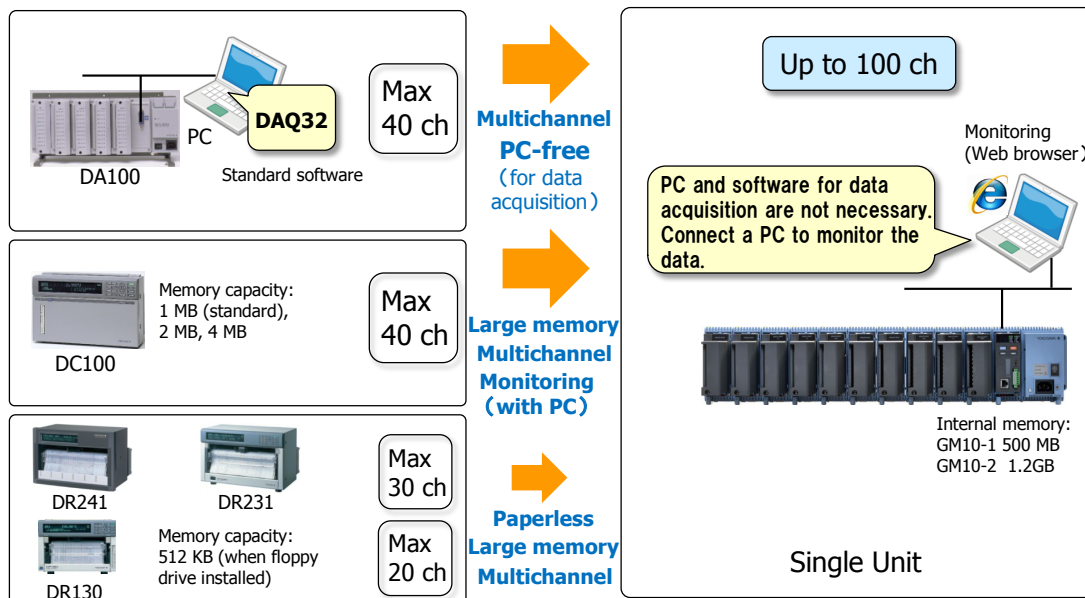 DAQ32
PC
DA100
Standard software
Max
40 ch
Multichannel
PC-free
(for data
acquisition)
Memory capacity:
1 MB (standard),
2 MB, 4 MB
DC100
Max
40 ch
Large memory
Multichannel
Monitoring
(with PC)
DR241
DR231
Max
30 ch
Memory capacity:
512 KB (when floppy
drive installed)
DR130
Max
20 ch
Paperless
Large memory
Multichannel
Up to 100 ch
Monitoring
(Web browser)
PC and software for data
acquisition are not necessary.
Connect a PC to monitor the
data.
Internal memory:
GM10-1 500 MB
GM10-2 1.2GB
Single Unit